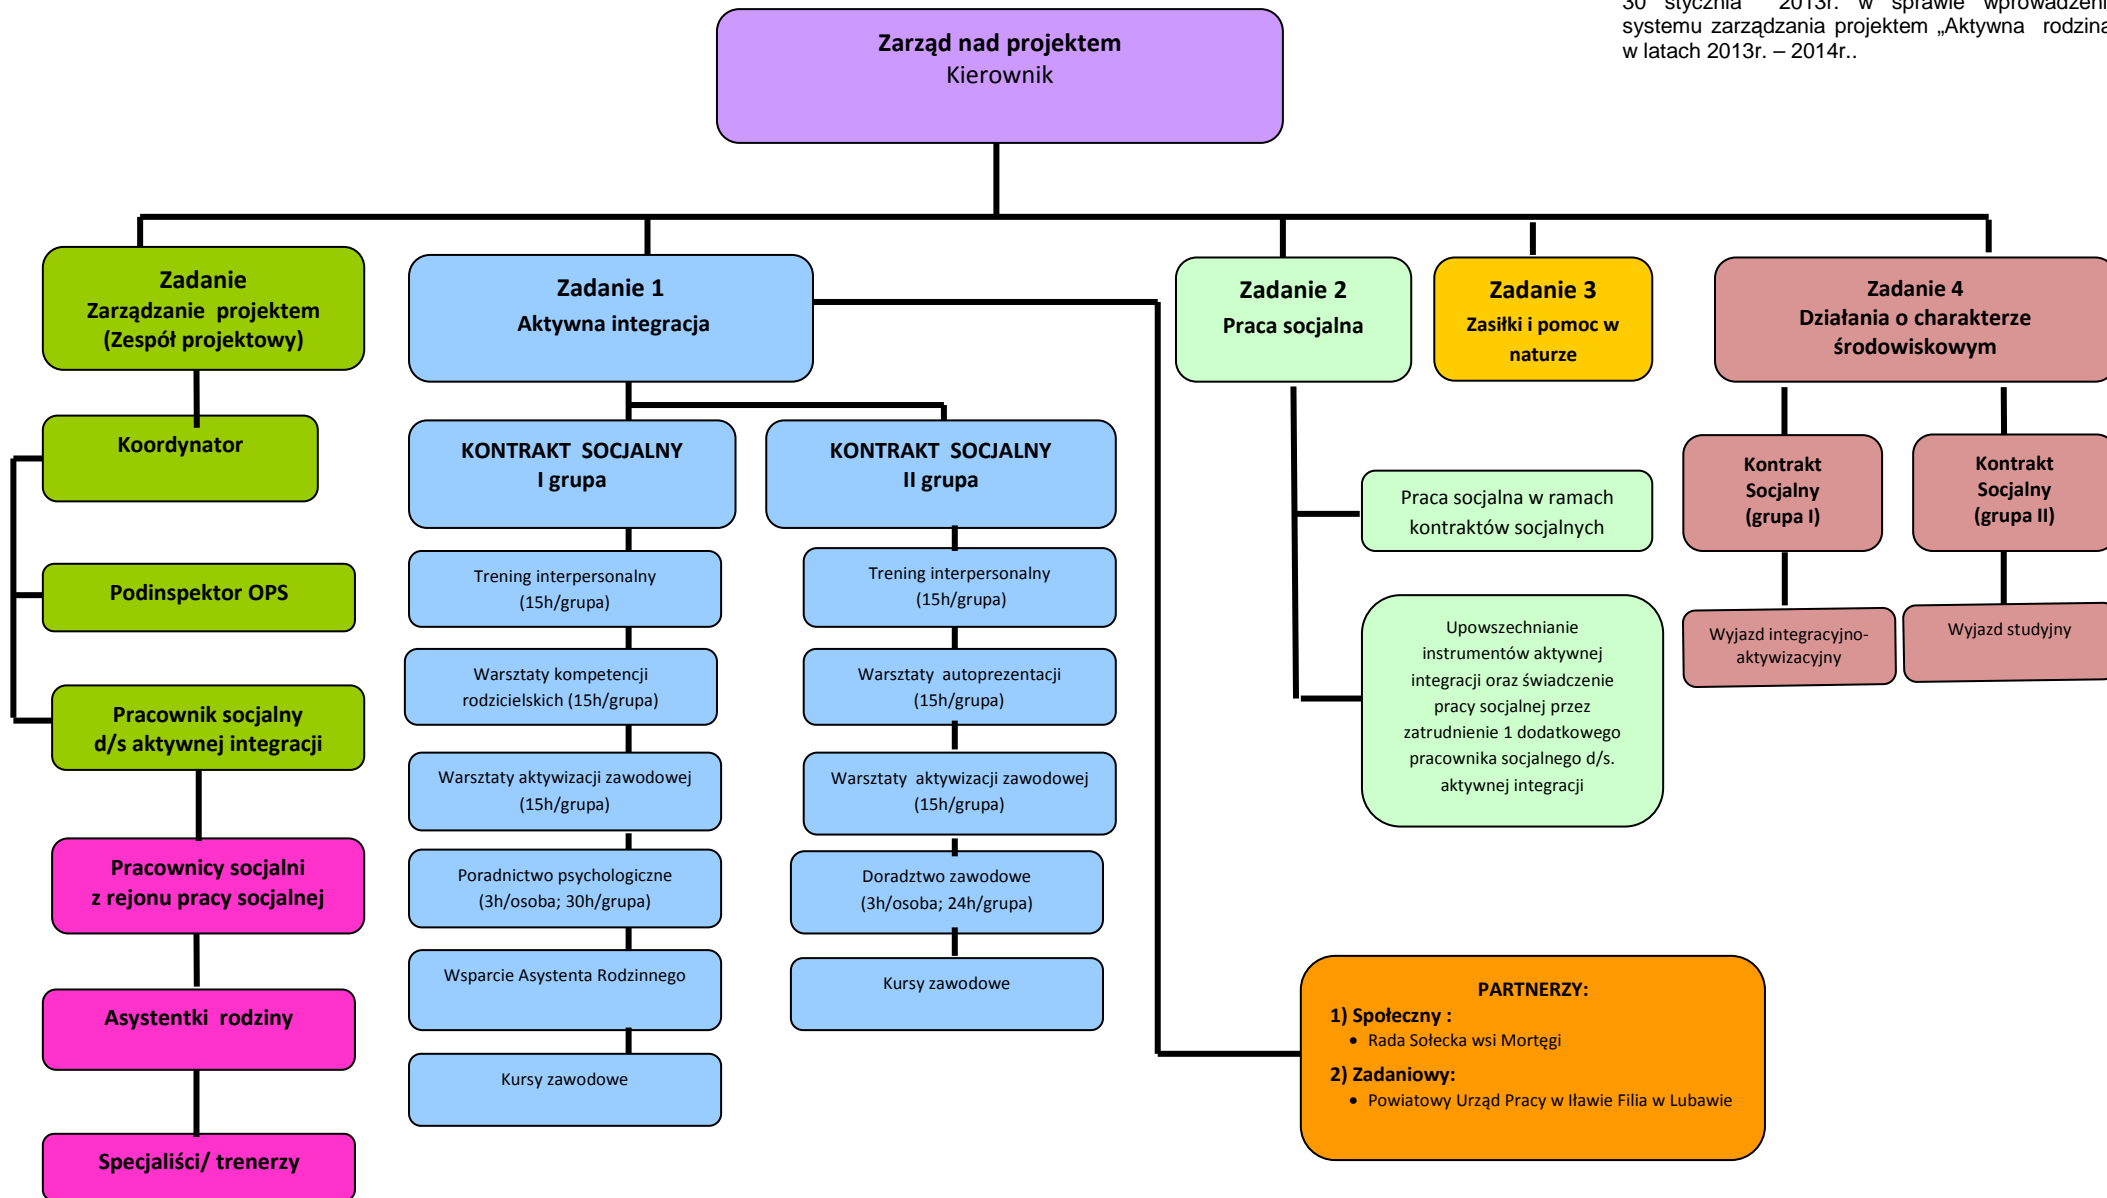 30 stycznia 2013r. w sprawie wprowadzeni
systemu zarządzania projektem „Aktywna rodzina
w latach 2013r. – 2014r..
Zarząd nad projektem
Kierownik
Zadanie
Zarządzanie projektem
(Zespół projektowy)
Koordynator
Podinspektor OPS
Pracownik socjalny
d/s aktywnej integracji
Pracownicy socjalni
z rejonu pracy socjalnej
Asystentki rodziny
Specjaliści/ trenerzy
Zadanie 1
Aktywna integracja
KONTRAKT SOCJALNY
I grupa
Trening interpersonalny
(15h/grupa)
Warsztaty kompetencji
rodzicielskich (15h/grupa)
Warsztaty aktywizacji zawodowej
(15h/grupa)
Poradnictwo psychologiczne
(3h/osoba; 30h/grupa)
Wsparcie Asystenta Rodzinnego
Kursy zawodowe
KONTRAKT SOCJALNY
II grupa
Trening interpersonalny
(15h/grupa)
Warsztaty autoprezentacji
(15h/grupa)
Warsztaty aktywizacji zawodowej
(15h/grupa)
Doradztwo zawodowe
(3h/osoba; 24h/grupa)
Kursy zawodowe
Zadanie 2
Praca socjalna
Praca socjalna w ramach
kontraktów socjalnych
Upowszechnianie
instrumentów aktywnej
integracji oraz świadczenie
pracy socjalnej przez
zatrudnienie 1 dodatkowego
pracownika socjalnego d/s.
aktywnej integracji
Zadanie 3
Zasiłki i pomoc w
naturze
Zadanie 4
Działania o charakterze
środowiskowym
Kontrakt
Socjalny
(grupa I)
Wyjazd integracyjno-
aktywizacyjny
Kontrakt
Socjalny
(grupa II)
Wyjazd studyjny
PARTNERZY:
1) Społeczny :
• Rada Sołecka wsi Mortęgi
2) Zadaniowy:
• Powiatowy Urząd Pracy w Iławie Filia w Lubawie